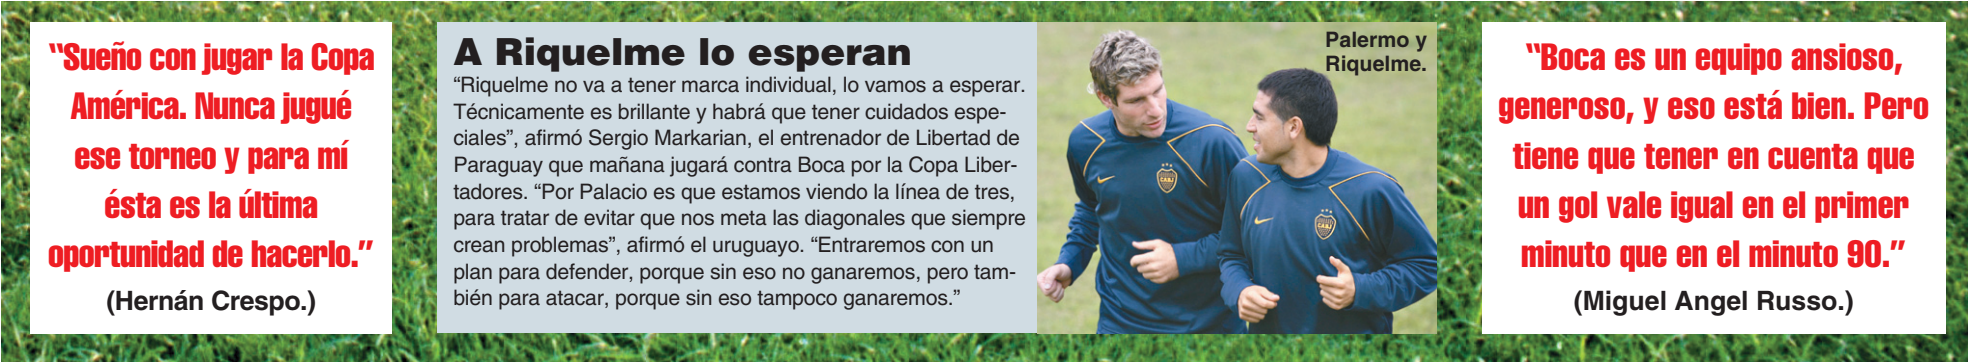 “Sueño con jugar la Copa
América. Nunca jugué
ese torneo y para mí
ésta es la última
oportunidad de hacerlo.”
(Hernán Crespo.)
A Riquelme lo esperan
“Riquelme no va a tener marca individual, lo vamos a esperar.
Técnicamente es brillante y habrá que tener cuidados espe-
ciales”, afirmó Sergio Markarian, el entrenador de Libertad de
Paraguay que mañana jugará contra Boca por la Copa Liber-
tadores. “Por Palacio es que estamos viendo la línea de tres,
para tratar de evitar que nos meta las diagonales que siempre
crean problemas”, afirmó el uruguayo. “Entraremos con un
plan para defender, porque sin eso no ganaremos, pero tam-
bién para atacar, porque sin eso tampoco ganaremos.”
Palermo y
Riquelme.
CABJ
CABJ
“Boca es un equipo ansioso,
generoso, y eso está bien. Pero
tiene que tener en cuenta que
un gol vale igual en el primer
minuto que en el minuto 90.”
(Miguel Angel Russo.)